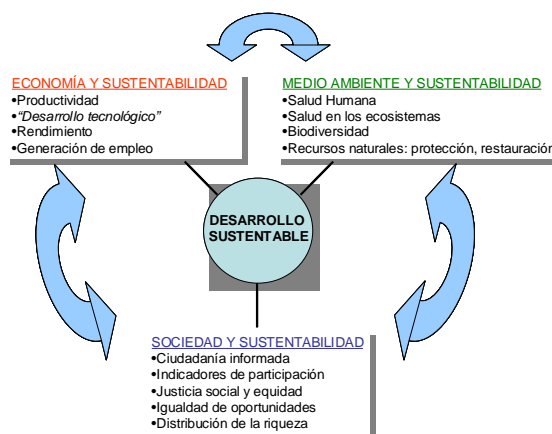 ECONOMÍA Y SUSTENTABILIDAD
•Productividad
•“Desarrollo tecnológico”
•Rendimiento
•Generación de empleo
MEDIO AMBIENTE Y SUSTENTABILIDAD
•Salud Humana
•Salud en los ecosistemas
•Biodiversidad
•Recursos naturales: protección, restauración
DESARROLLO
SUSTENTABLE
SOCIEDAD Y SUSTENTABILIDAD
•Ciudadanía informada
•Indicadores de participación
•Justicia social y equidad
•Igualdad de oportunidades
•Distribución de la riqueza